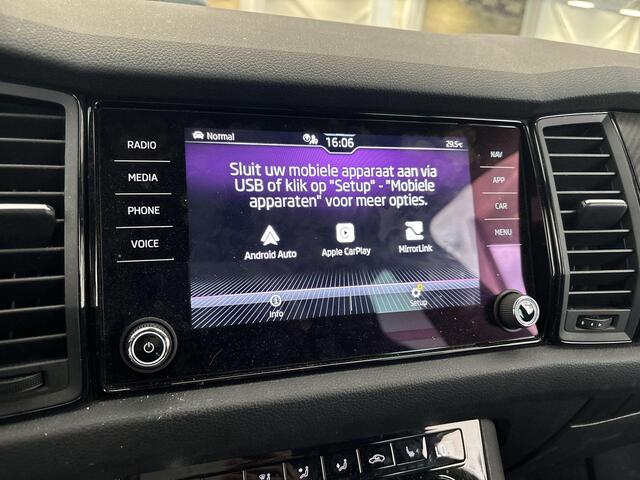 Normal 16:06 29.5°C
RADIO
MEDIA
PHONE
VOICE
Sluit uw mobiele apparaat aan via
USB of klik op "Setup" - "Mobiele
apparaten" voor meer opties.
Android Auto Apple CarPlay MirrorLink
Info Setup
NAV
APP
CAR
MENU